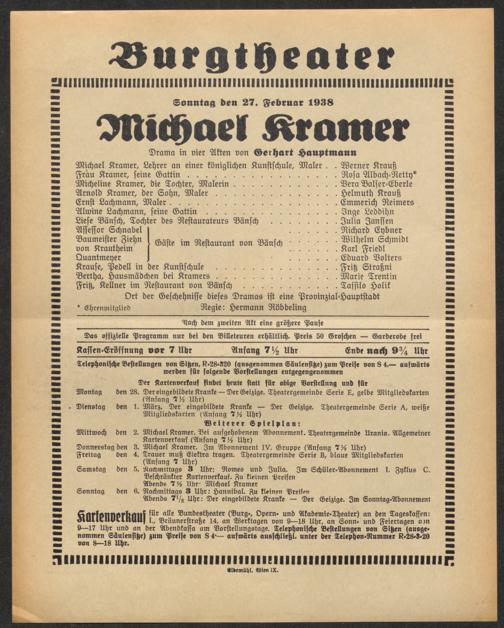 Burgtheater
Sonntag den 27. Februar 1938
Michael Kramer
Drama in vier Akten von Gerhart Hauptmann
Michael Kramer, Lehrer an einer königlichen Kunstschule, Maler . . Werner Krauß
Frau Kramer, seine Gattin . . . . . . . . . . . . . . . Rosa Albach-Retty*
Micheline Kramer, die Tochter, Malerin . . . . . . . . . . . Vera Balser-Eberle
Arnold Kramer, der Sohn, Maler . . . . . . . . . . . . . Helmuth Krauß
Ernst Lachmann, Maler . . . . . . . . . . . . . . . . Hermuth Reimers
Alwine Lachmann, seine Gattin . . . . . . . . . . . . . Inge Leddihn
Liese Bänsch, Tochter des Restaurateurs Bänsch . . . . . . . . Julia Janssen
Assessor Schnabel . . . . . . . . Richard Eybner
Baumeister Ziehn . . . . . . . . Wilhelm Schmidt
Gäste im Restaurant von Bänsch
von Krautheim . . . . . . . . Karl Friedl
Quantmeyer . . . . . . . . Eduard Volters
Krause, Pedell in der Kunstschule . . . . . . . . . . . . Fritz Straßni
Bertha, Hausmädchen bei Kramers . . . . . . . . . . . . Marie Trentin
Fritz, Kellner im Restaurant von Bänsch . . . . . . . . . . Tassilo Holik
Ort der Geschehnisse dieses Dramas ist eine Provinzial-Hauptstadt
* Ehrenmitglied Regie: Hermann Röbbeling
Nach dem zweiten Akt eine größere Pause
Das offizielle Programm nur bei den Billeteuren erhältlich. Preis 50 Groschen — Garderobe frei
Kassen-Eröffnung vor 7 Uhr Anfang 7½ Uhr Ende nach 9¾ Uhr
Telephonische Bestellungen von Sitzen, R-28-320 (ausgenommen Säulensitze) zum Preise von S 4.— aufwärts
werden für folgende Vorstellungen entgegengenommen
Der Kartenverkauf findet heute statt für obige Vorstellung und für
Montag den 28. Der eingebildete Kranke — Der Geizige. Theatergemeinde Serie E, gelbe Mitgliedskarten
(Anfang 7½ Uhr)
Dienstag den 1. März. Der eingebildete Kranke — Der Geizige. Theatergemeinde Serie A, weiße
Mitgliedskarten (Anfang 7½ Uhr)
Weiterer Spielplan:
Mittwoch den 2. Michael Kramer. Bei aufgehobenem Abonnement. Theatergemeinde Urania. Allgemeiner
Kartenverkauf (Anfang 7½ Uhr)
Donnerstag den 3. Michael Kramer. Im Abonnement IV. Gruppe (Anfang 7½ Uhr)
Freitag den 4. Trauer muß Elektra tragen. Theatergemeinde Serie B, blaue Mitgliedskarten
(Anfang 7 Uhr)
Samstag den 5. Nachmittags 3 Uhr: Romeo und Julia. Im Schüler-Abonnement I. Zyklus C.
Beschränkter Kartenverkauf. Zu kleinen Preisen
Abends 7½ Uhr: Michael Kramer
Sonntag den 6. Nachmittags 3 Uhr: Hannibal. Zu kleinen Preisen
Abends 7½ Uhr: Der eingebildete Kranke — Der Geizige. Im Sonntag-Abonnement
Kartenverkauf für alle Bundestheater (Burg-, Opern- und Akademie-Theater) an den Tageskassen:
I., Bräunerstraße 14, an Werktagen von 9—18 Uhr, an Sonn- und Feiertagen von
9—17 Uhr und an der Abendkassa am Vorstellungstage. Telephonische Bestellungen von Sitzen (ausge-
nommen Säulensitze) zum Preise von S 4·— aufwärts ausschließl. unter der Telephon-Nummer R-28-3-20
von 8—18 Uhr.
Elbemühl, Wien IX.